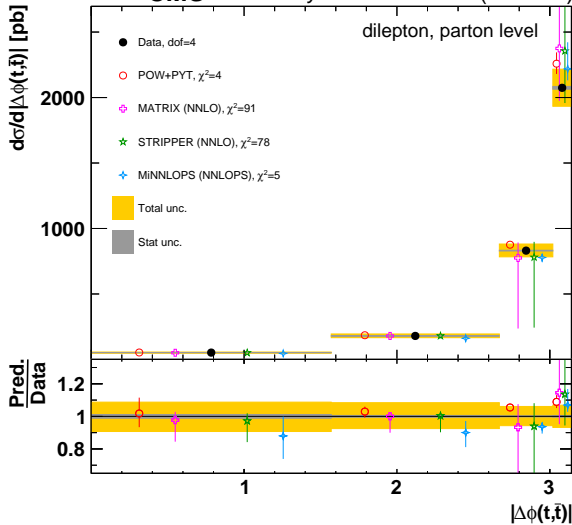 dσ/d|Δϕ(t,t̄)| [pb]
dilepton, parton level
Data, dof=4
POW+PYT, χ²=4
MATRIX (NNLO), χ²=91
STRIPPER (NNLO), χ²=78
MiNNLOPS (NNLOPS), χ²=5
Total unc.
Stat unc.
2000
1000
Pred.
Data
1.2
1
0.8
1 2 3
|Δϕ(t,t̄)|